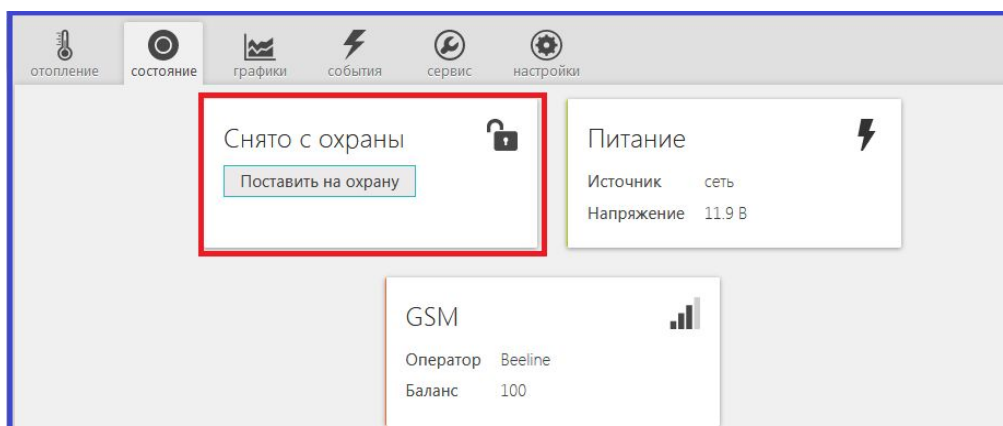 отопление состояние графики события сервис настройки
Снято с охраны
Поставить на охрану
Питание
Источник сеть
Напряжение 11.9 В
GSM
Оператор Beeline
Баланс 100